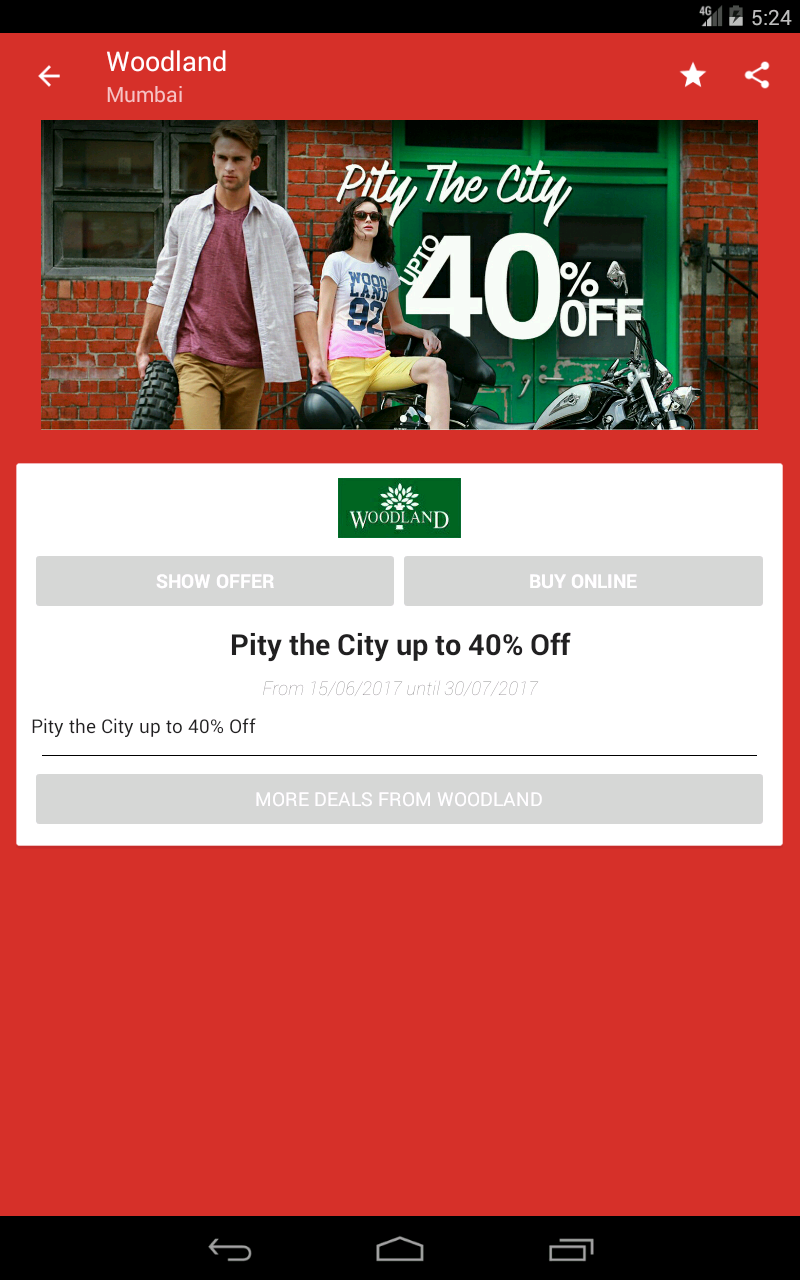 4G 5:24
Woodland
Mumbai
Pity The City
UPTO
40% OFF
WOOD
LAND
92
WOODLAND
SHOW OFFER
BUY ONLINE
Pity the City up to 40% Off
From 15/06/2017 until 30/07/2017
Pity the City up to 40% Off
MORE DEALS FROM WOODLAND